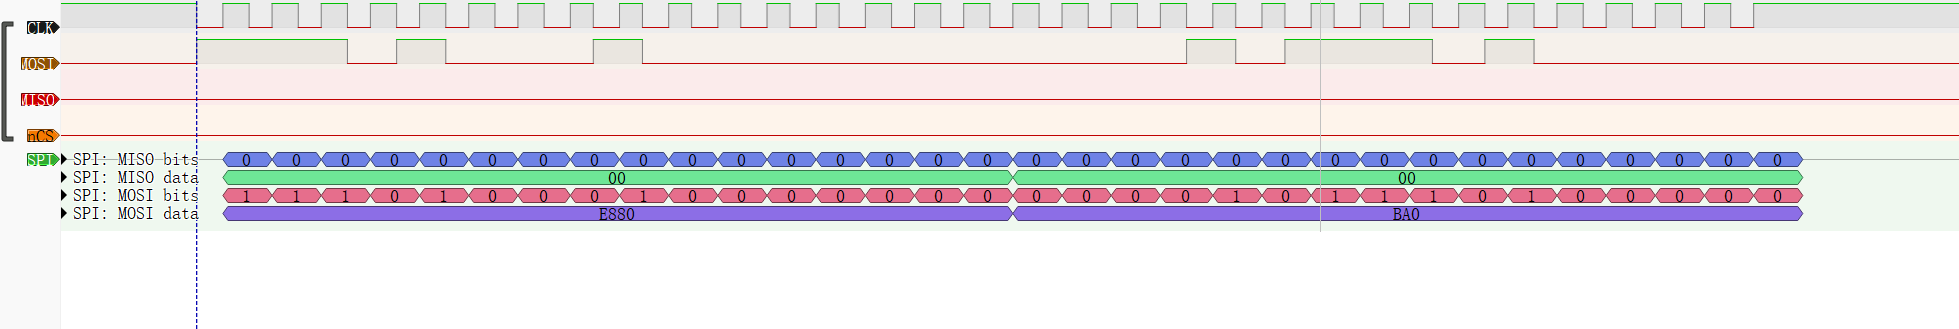 CLK
MOSI
MISO
nCS
SPI
SPI: MISO bits 0 0 0 0 0 0 0 0 0 0 0 0 0 0 0 0 0 0 0 0 0 0 0 0 0 0 0 0 0 0 0 0
SPI: MISO data 00 00
SPI: MOSI bits 1 1 1 0 1 0 0 0 1 0 0 0 0 0 0 0 0 0 0 0 1 0 1 1 1 0 1 0 0 0 0 0
SPI: MOSI data E880 BA0